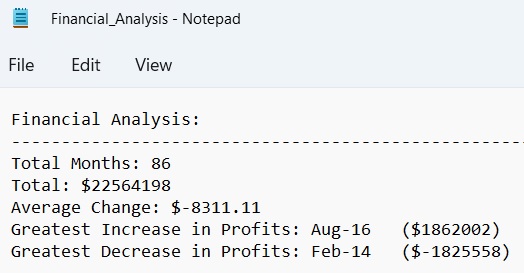 Financial_Analysis - Notepad
File Edit View
Financial Analysis:
----------------------------------------------------
Total Months: 86
Total: $22564198
Average Change: $-8311.11
Greatest Increase in Profits: Aug-16   ($1862002)
Greatest Decrease in Profits: Feb-14   ($-1825558)